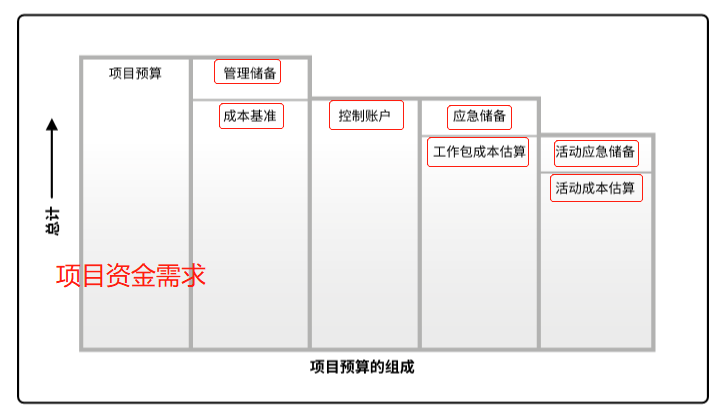 项目预算
管理储备
成本基准
控制账户
应急储备
工作包成本估算
活动应急储备
活动成本估算
总计
项目资金需求
项目预算的组成